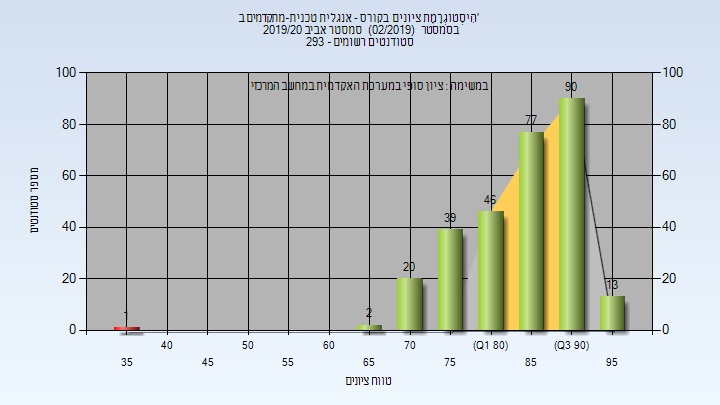 הִיסְטוֹגְרָמַת ציונים בקורס - אנגלית טכנית-מתקדמים ב'
בסמסטר (02/2019) סמסטר אביב 2019/20
סטודנטים רשומים - 293
במשימה : ציון סופי במערכת האקדמית במחשב המרכזי
מספר סטודנטים
100 80 60 40 20 0
100 80 60 40 20 0
1 2 20 39 46 77 90 13
40 50 60 70 (Q1 80) (Q3 90)
35 45 55 65 75 85 95
טווח ציונים